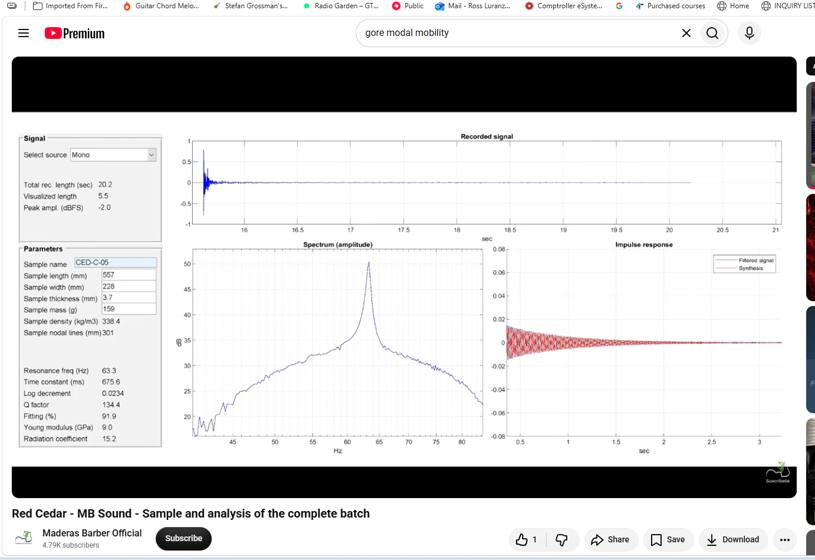 Imported From Fir...
Guitar Chord Melo...
Stefan Grossman's...
Radio Garden – GT...
Public
Mail - Ross Luranz...
Comptroller eSyste...
Purchased courses
Home
INQUIRY LIST
Premium
gore modal mobility
Signal
Select source Mono
Total rec. length (sec) 20.2
Visualized length 5.5
Peak ampl. (dBFS) -2.0
Recorded signal
1
0.5
0
-0.5
-1
16 16.5 17 17.5 18 18.5 19 19.5 20 20.5 21
sec
Parameters
Sample name CED-C-05
Sample length (mm) 557
Sample width (mm) 228
Sample thickness (mm) 3.7
Sample mass (g) 159
Sample density (kg/m3) 338.4
Sample nodal lines (mm) 301
Resonance freq (Hz) 63.3
Time constant (ms) 675.6
Log decrement 0.0234
Q factor 134.4
Fitting (%) 91.9
Young modulus (GPa) 9.0
Radiation coefficient 15.2
Spectrum (amplitude)
dB
50
45
40
35
30
25
20
45 50 55 60 65 70 75 80
Hz
Impulse response
Filtered signal
Synthesis
0.08
0.06
0.04
0.02
0
-0.02
-0.04
-0.06
-0.08
0.5 1 1.5 2 2.5 3
sec
Suscríbete
Red Cedar - MB Sound - Sample and analysis of the complete batch
Maderas Barber Official
4.79K subscribers
Subscribe
1
Share
Save
Download